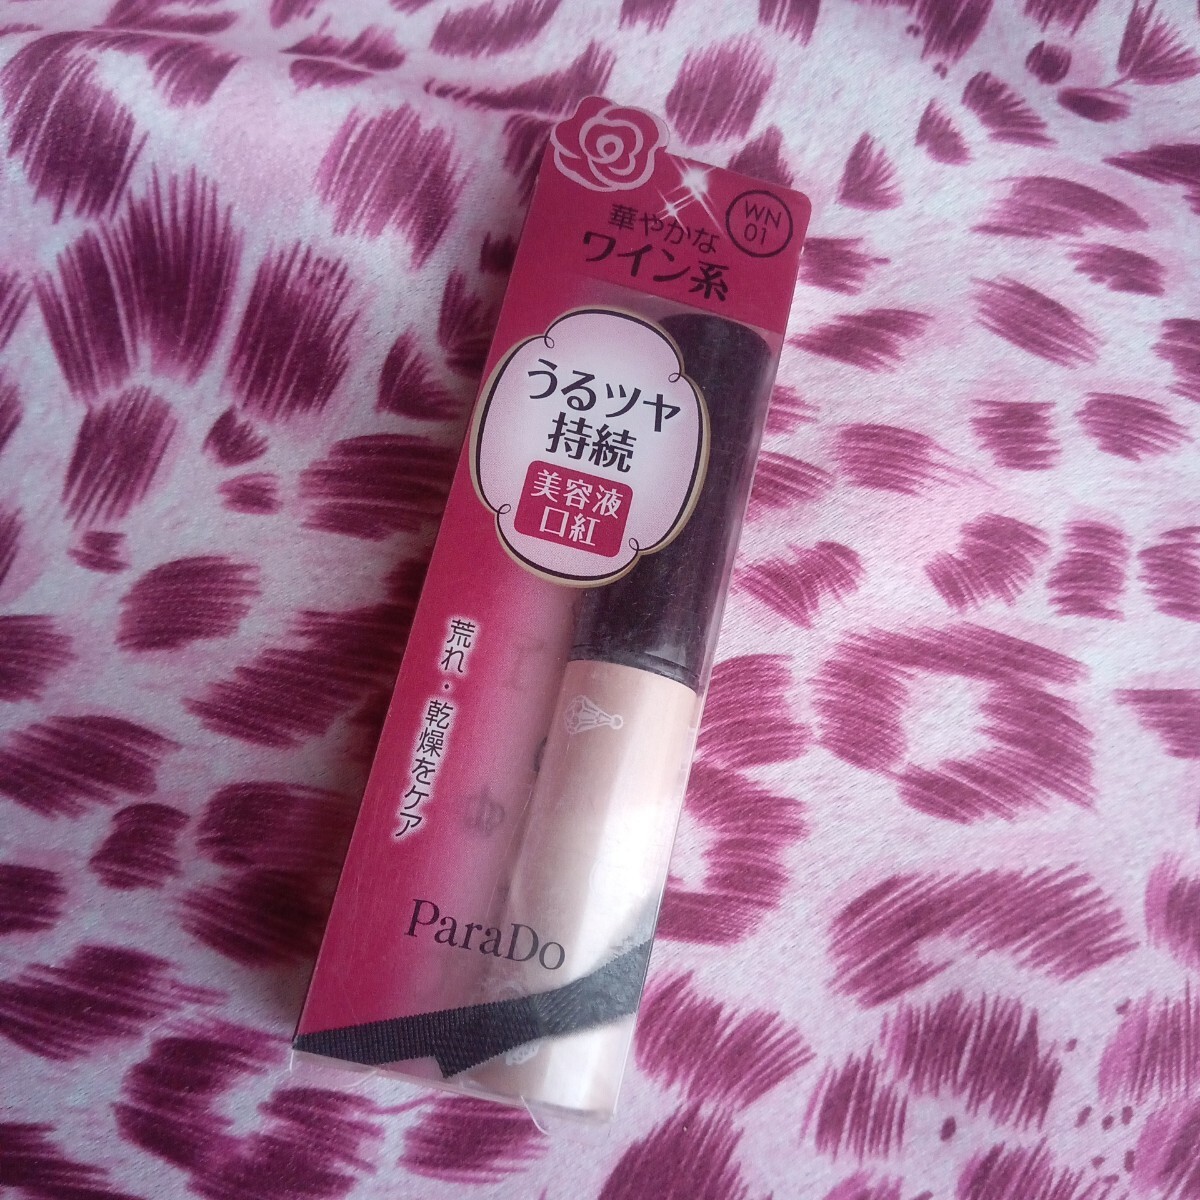 華やかな
ワイン系
WN
01
うるツヤ
持続
美容液
口紅
荒れ・乾燥をケア
ParaDo